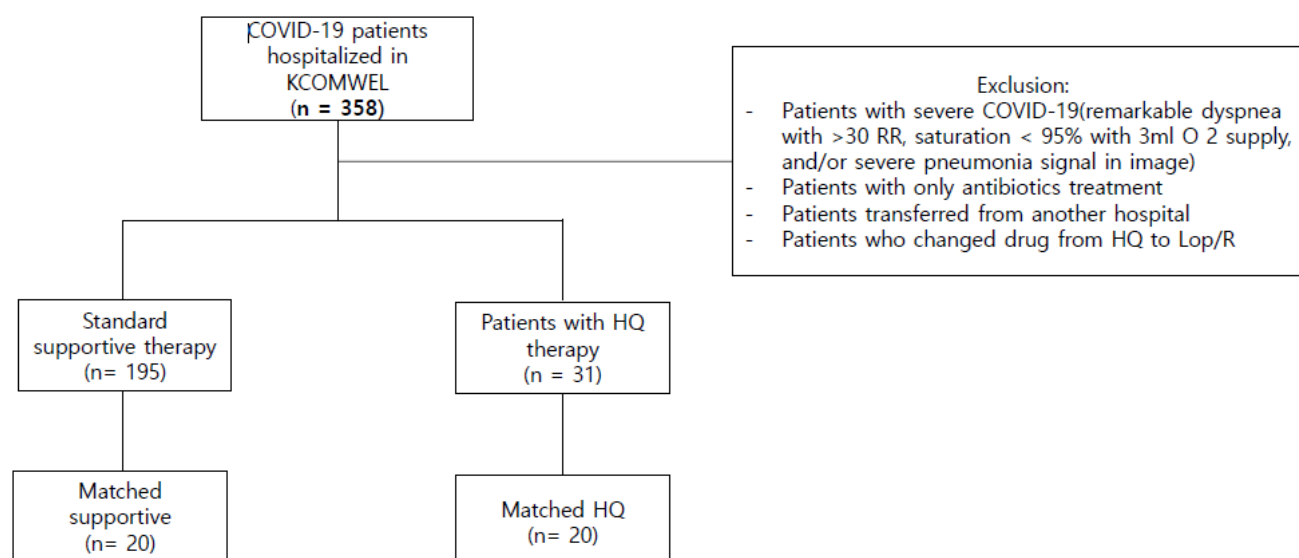 COVID-19 patients
hospitalized in
KCOMWEL
(n = 358)
Exclusion:
- Patients with severe COVID-19(remarkable dyspnea
with >30 RR, saturation < 95% with 3ml O 2 supply,
and/or severe pneumonia signal in image)
- Patients with only antibiotics treatment
- Patients transferred from another hospital
- Patients who changed drug from HQ to Lop/R
Standard
supportive therapy
(n= 195)
Patients with HQ
therapy
(n = 31)
Matched
supportive
(n= 20)
Matched HQ
(n= 20)